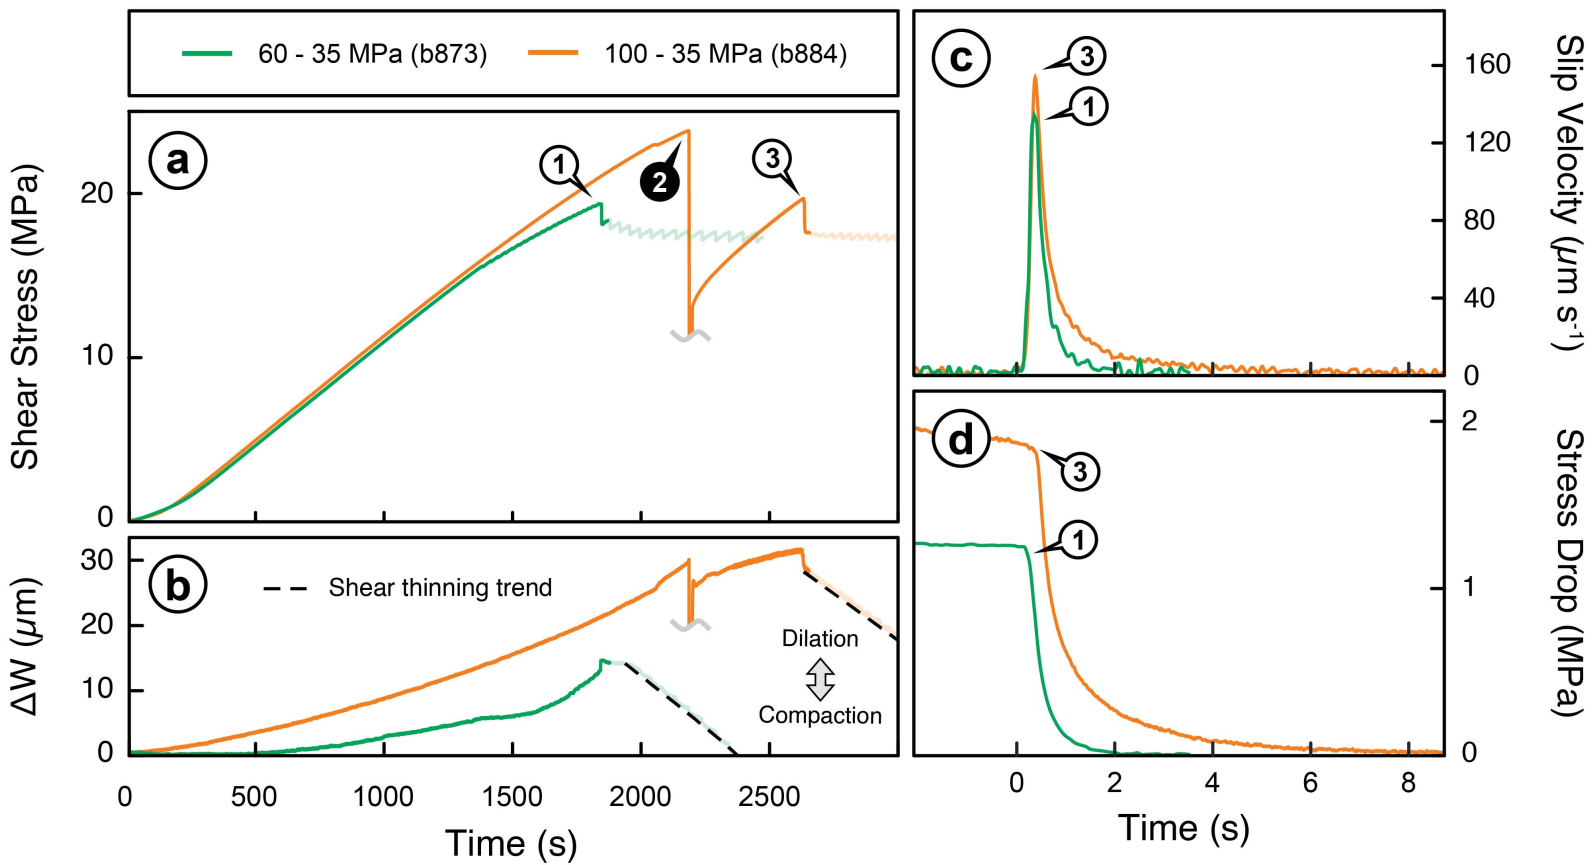 60 - 35 MPa (b873)
100 - 35 MPa (b884)
a
Shear Stress (MPa)
20
10
0
1
2
3
b
ΔW (µm)
30
20
10
0
Shear thinning trend
Dilation
Compaction
0
500
1000
1500
2000
2500
Time (s)
c
3
1
Slip Velocity (µm s⁻¹)
160
120
80
40
0
d
3
1
Stress Drop (MPa)
2
1
0
0
2
4
6
8
Time (s)